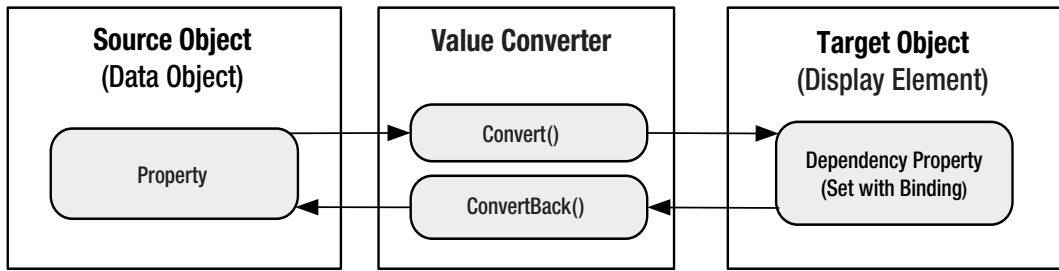 Source Object
(Data Object)
Property
Value Converter
Convert()
ConvertBack()
Target Object
(Display Element)
Dependency Property
(Set with Binding)